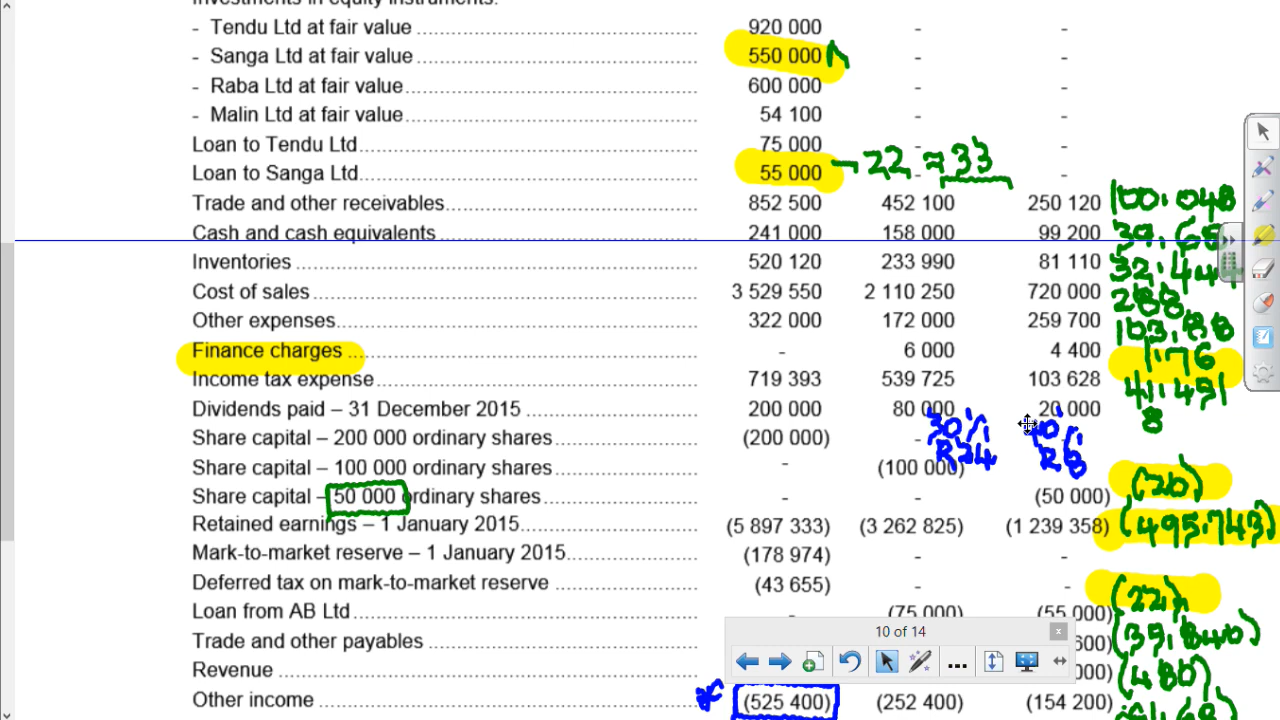 Investments in equity instruments:
- Tendu Ltd at fair value 920 000 - -
- Sanga Ltd at fair value 550 000 - -
- Raba Ltd at fair value 600 000 - -
- Malin Ltd at fair value 54 100 - -
Loan to Tendu Ltd 75 000 - -
Loan to Sanga Ltd 55 000 - 22 = 33 - -
Trade and other receivables 852 500 452 100 250 120 100.048
Cash and cash equivalents 241 000 158 000 99 200
Inventories 520 120 233 990 81 110 32.444
Cost of sales 3 529 550 2 110 250 720 000 288
Other expenses 322 000 172 000 259 700 103.88
Finance charges - 6 000 4 400 1.76
Income tax expense 719 393 539 725 103 628 41.451
Dividends paid – 31 December 2015 200 000 80 000 20 000 8
30% 40%
Share capital – 200 000 ordinary shares (200 000) -
R24 R8
Share capital – 100 000 ordinary shares - (100 000)
Share capital – 50 000 ordinary shares - - (50 000) (20)
Retained earnings – 1 January 2015 (5 897 333) (3 262 825) (1 239 358) (495.743)
Mark-to-market reserve – 1 January 2015 (178 974) - -
Deferred tax on mark-to-market reserve (43 655) - -
Loan from AB Ltd - (75 000) (55 000) (22)
Trade and other payables 600) (39.840)
Revenue 000) (480)
Other income (525 400) (252 400) (154 200)
10 of 14